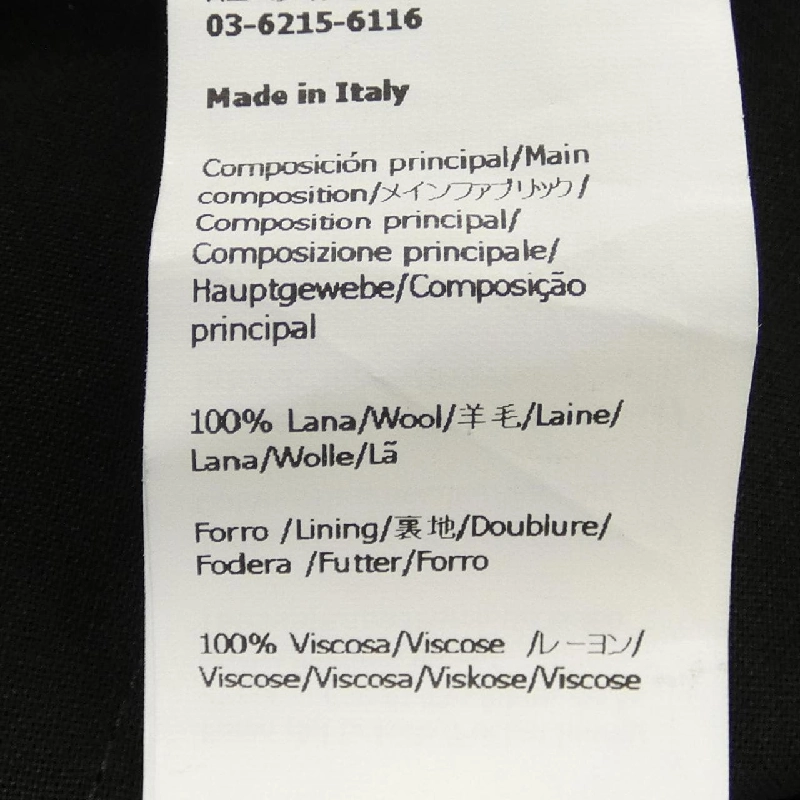 03-6215-6116
Made in Italy
Composición principal/Main
composition/メインファブリック/
Composition principal/
Composizione principale/
Hauptgewebe/Composição
principal
100% Lana/Wool/羊毛/Laine/
Lana/Wolle/Lã
Forro /Lining/裏地/Doublure/
Fodera /Futter/Forro
100% Viscosa/Viscose /レーヨン/
Viscose/Viscosa/Viskose/Viscose